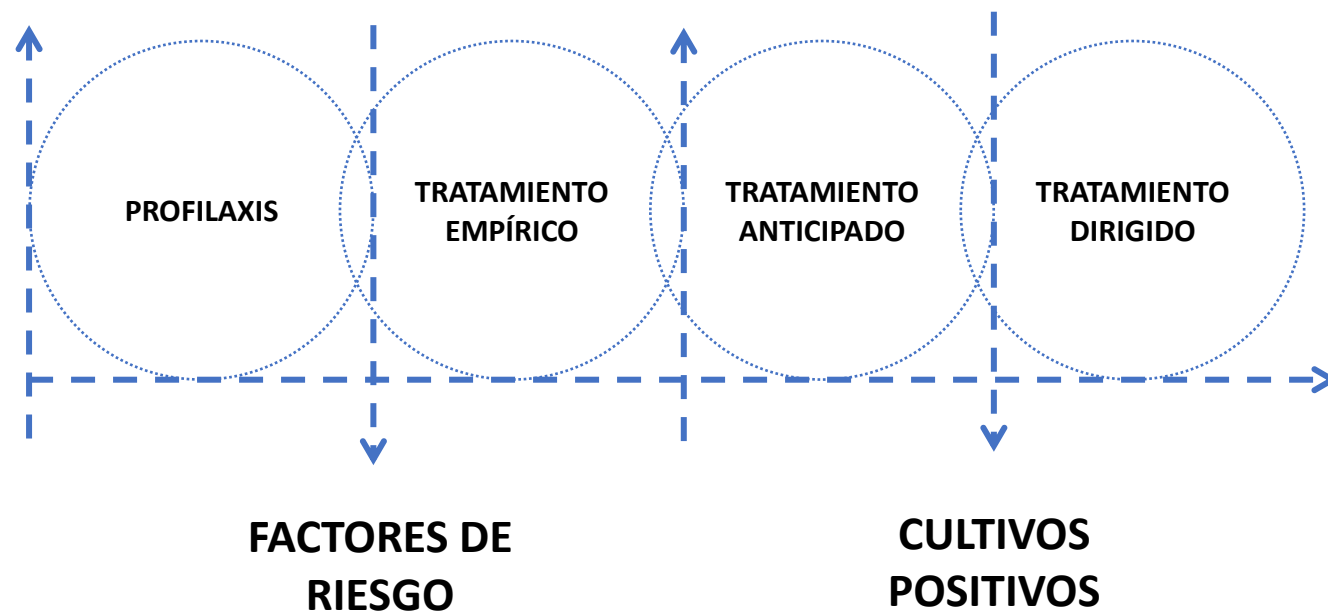 PROFILAXIS
TRATAMIENTO
EMPÍRICO
TRATAMIENTO
ANTICIPADO
TRATAMIENTO
DIRIGIDO
FACTORES DE
RIESGO
CULTIVOS
POSITIVOS